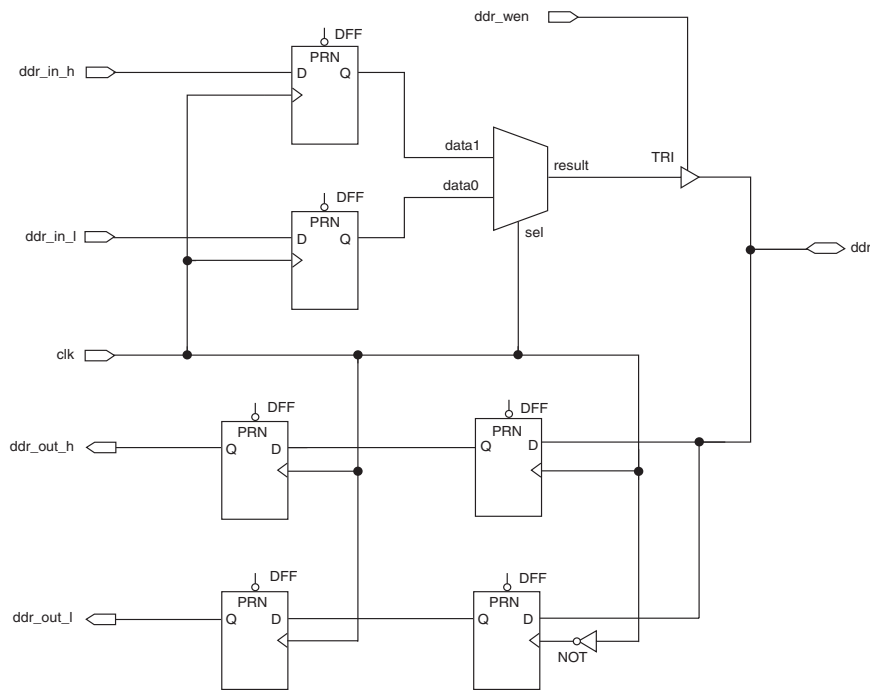 ddr_wen
DFF
PRN
ddr_in_h
D
Q
data1
result
TRI
data0
DFF
PRN
ddr_in_l
D
Q
sel
ddr
clk
DFF
PRN
DFF
PRN
ddr_out_h
Q
D
Q
D
DFF
PRN
DFF
PRN
ddr_out_l
Q
D
Q
D
NOT